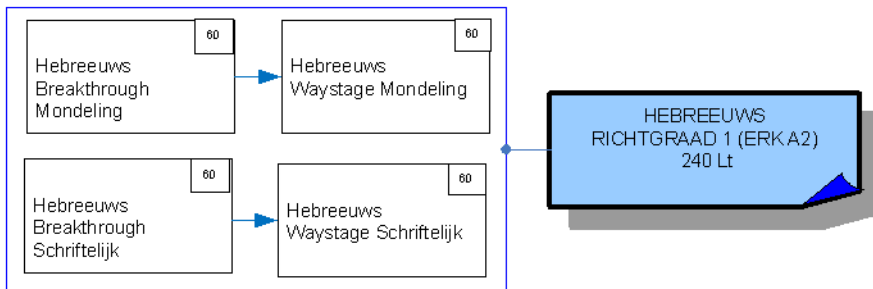 60
Hebreeuws
Breakthrough
Mondeling
60
Hebreeuws
Waystage Mondeling
60
Hebreeuws
Breakthrough
Schriftelijk
60
Hebreeuws
Waystage Schriftelijk
HEBREEUWS
RICHTGRAAD 1 (ERK A2)
240 Lt